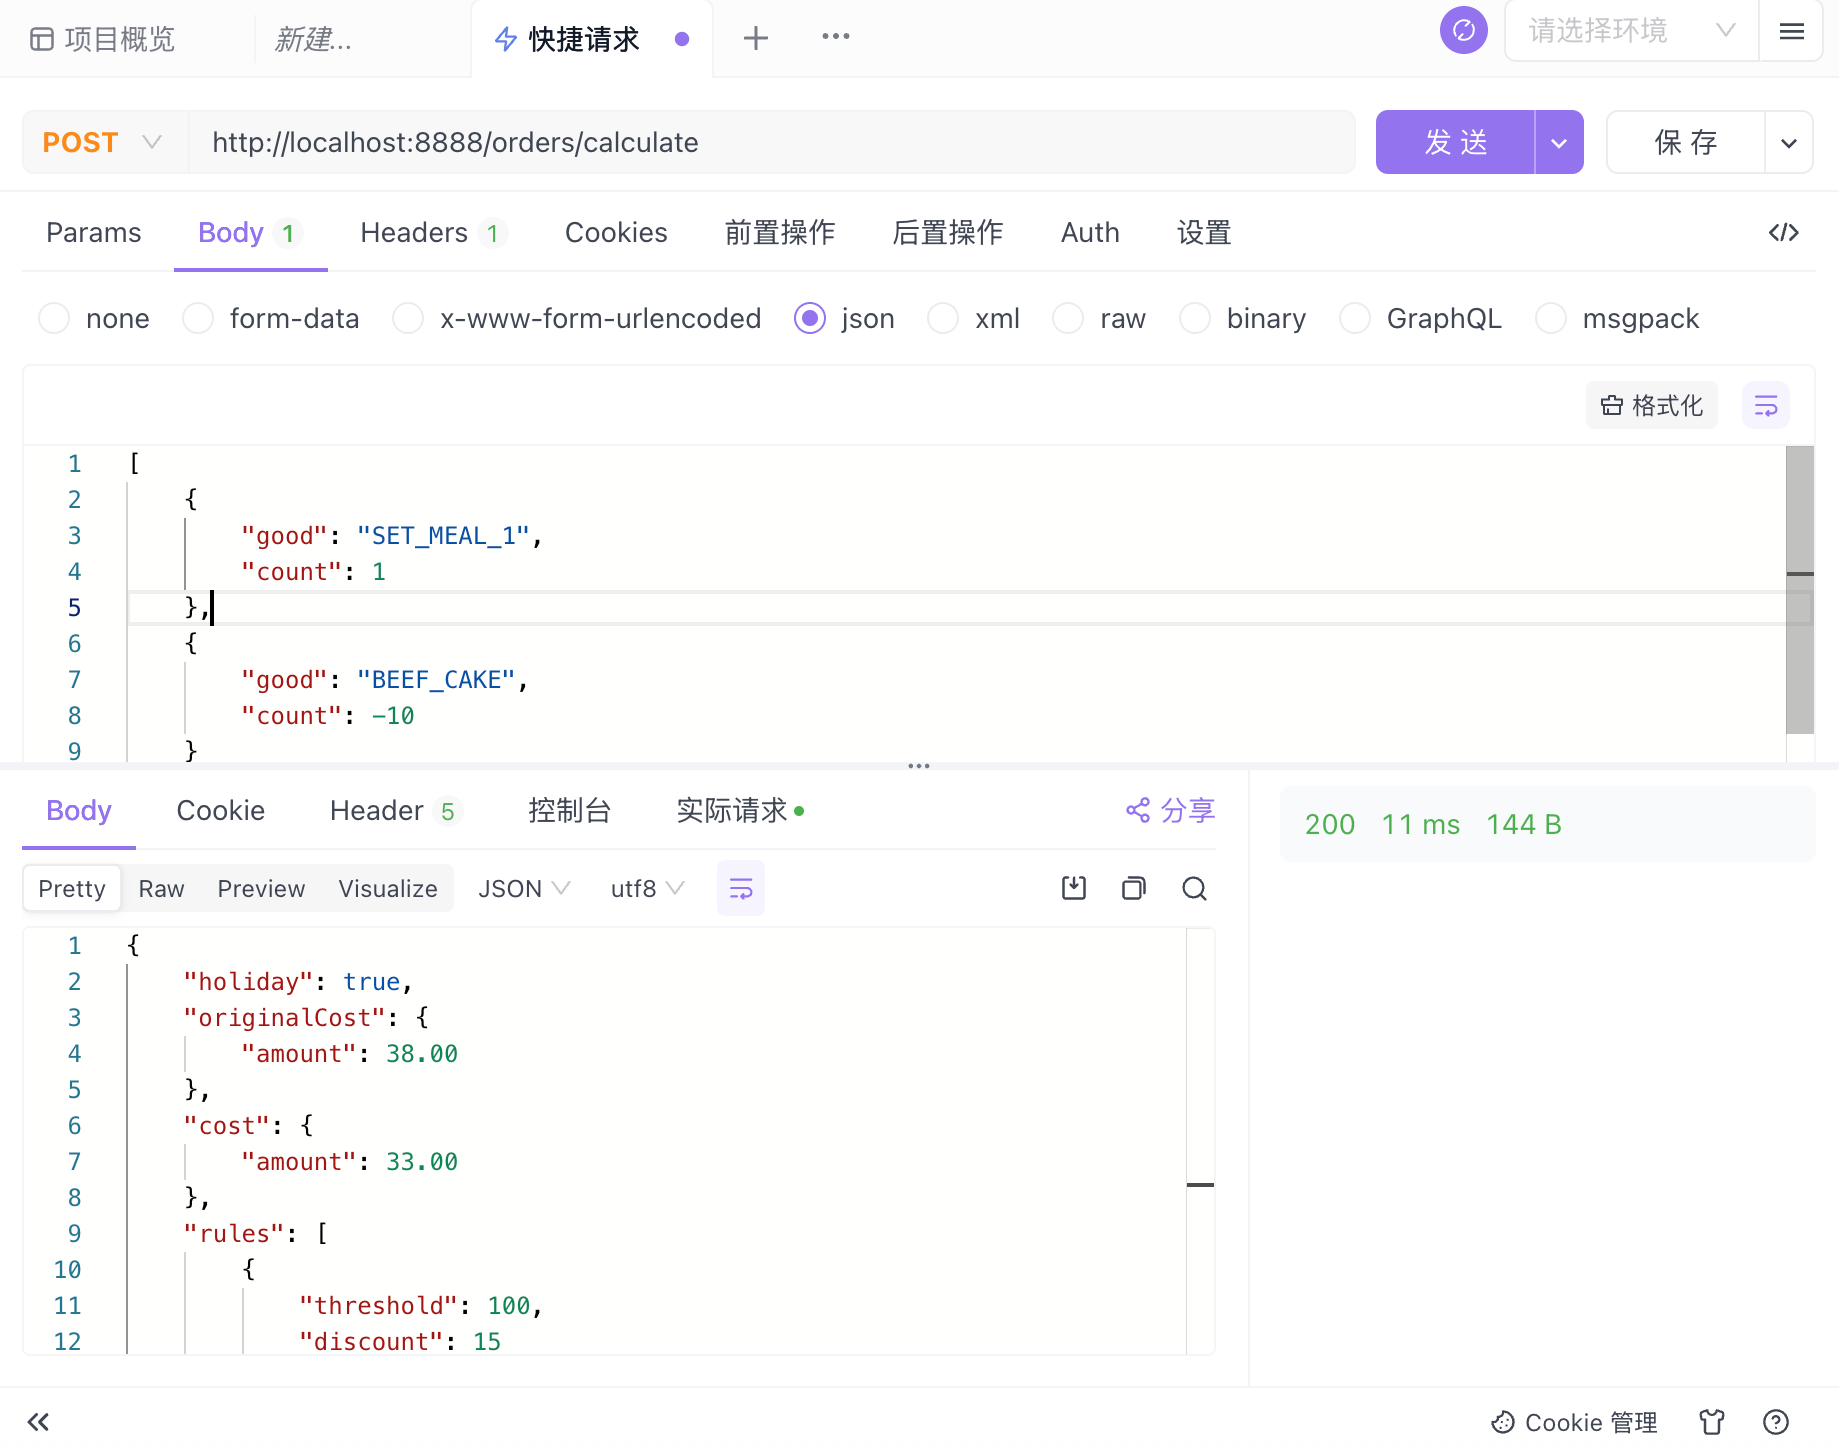 项目概览 新建... 快捷请求 请选择环境
POST http://localhost:8888/orders/calculate 发 送 保 存
Params Body 1 Headers 1 Cookies 前置操作 后置操作 Auth 设置
none form-data x-www-form-urlencoded json xml raw binary GraphQL msgpack
格式化
1 [
2 {
3 "good": "SET_MEAL_1",
4 "count": 1
5 },
6 {
7 "good": "BEEF_CAKE",
8 "count": -10
9 }
Body Cookie Header 5 控制台 实际请求 分享
200 11 ms 144 B
Pretty Raw Preview Visualize JSON utf8
1 {
2 "holiday": true,
3 "originalCost": {
4 "amount": 38.00
5 },
6 "cost": {
7 "amount": 33.00
8 },
9 "rules": [
10 {
11 "threshold": 100,
12 "discount": 15
Cookie 管理